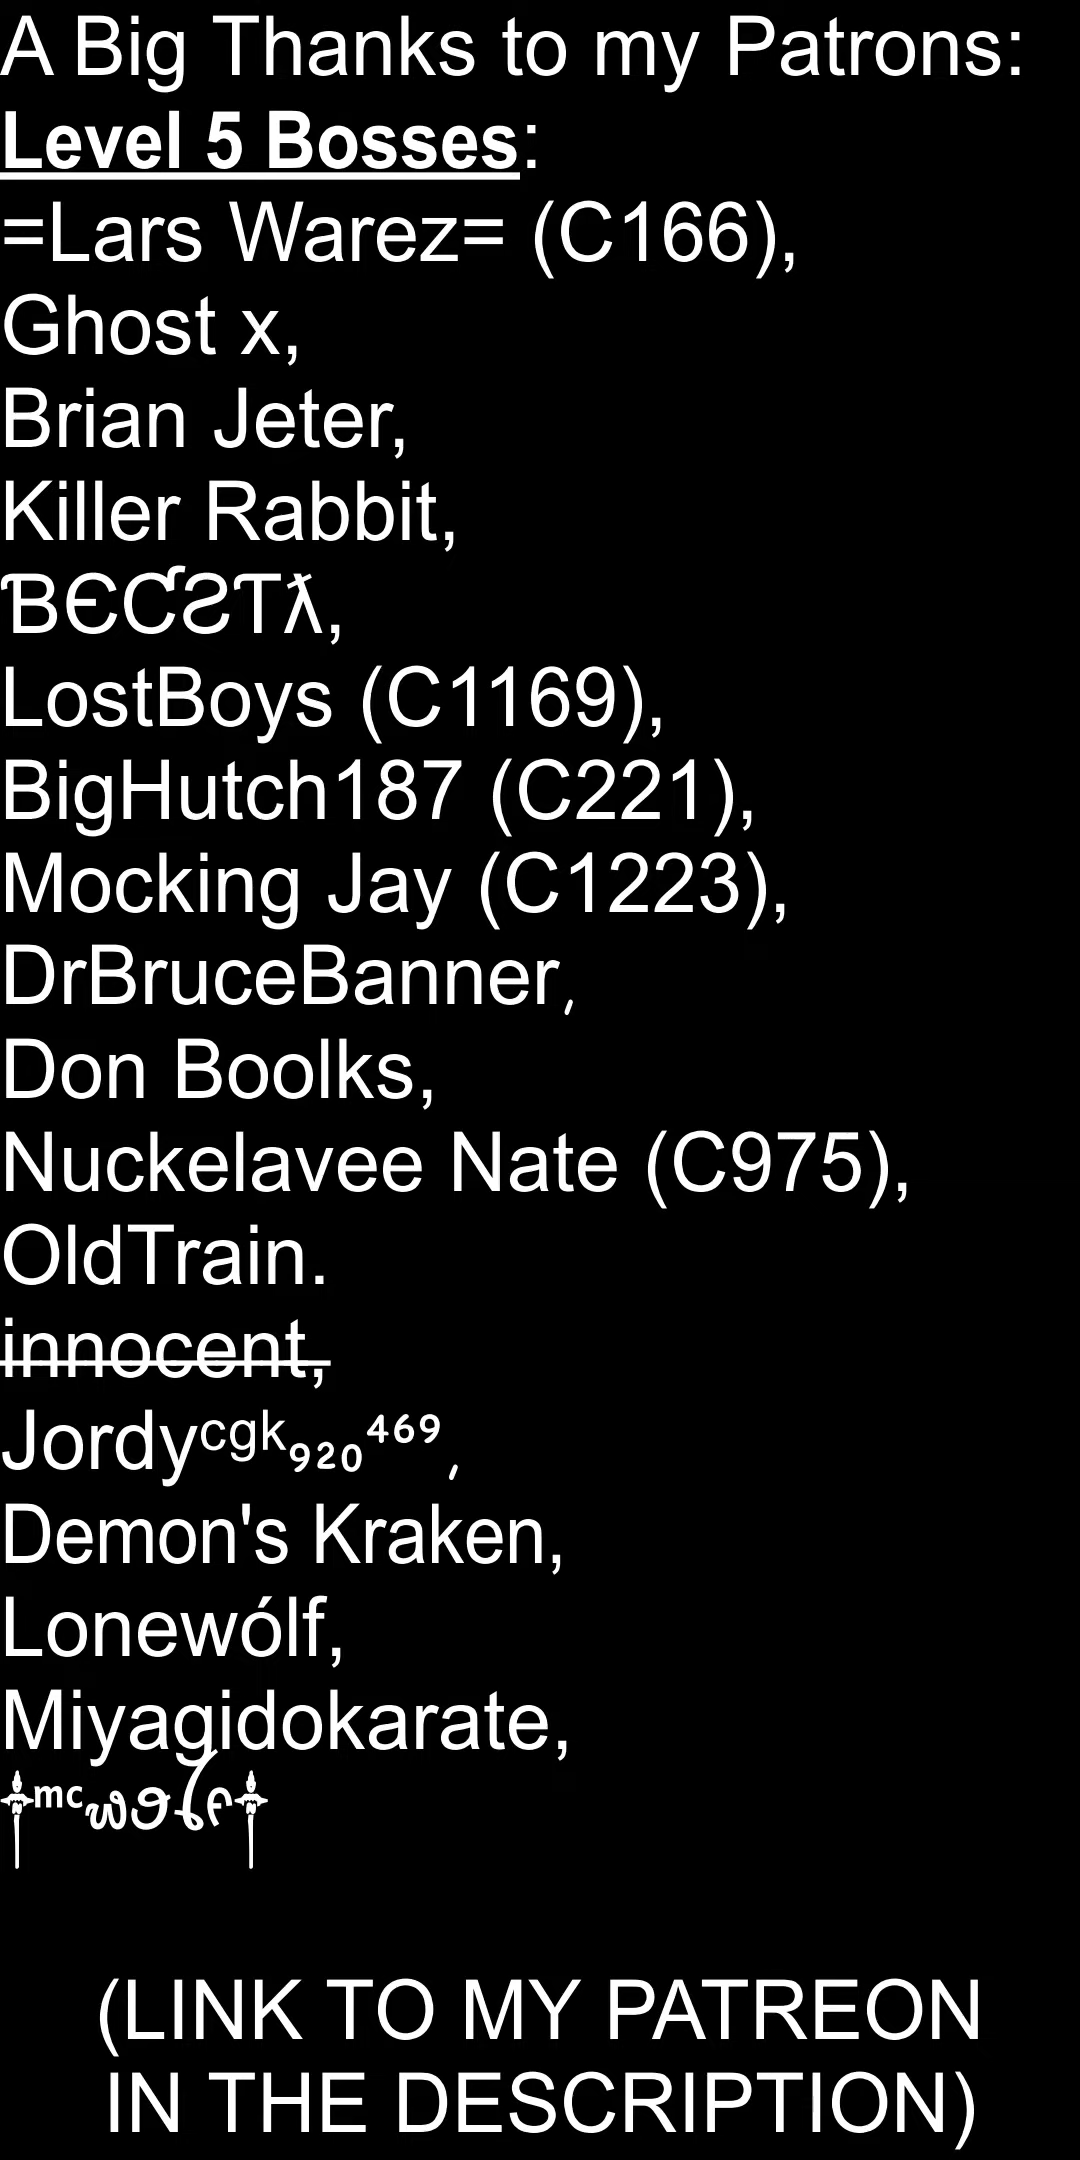 A Big Thanks to my Patrons:
Level 5 Bosses:
=Lars Warez= (C166),
Ghost x,
Brian Jeter,
Killer Rabbit,
ƁЄƇƧƬƛ,
LostBoys (C1169),
BigHutch187 (C221),
Mocking Jay (C1223),
DrBruceBanner,
Don Boolks,
Nuckelavee Nate (C975),
OldTrain.
innocent,
Jordyᶜᵍᵏ₉₂₀⁴⁶⁹,
Demon's Kraken,
Lonewólf,
Miyagidokarate,
(LINK TO MY PATREON
IN THE DESCRIPTION)